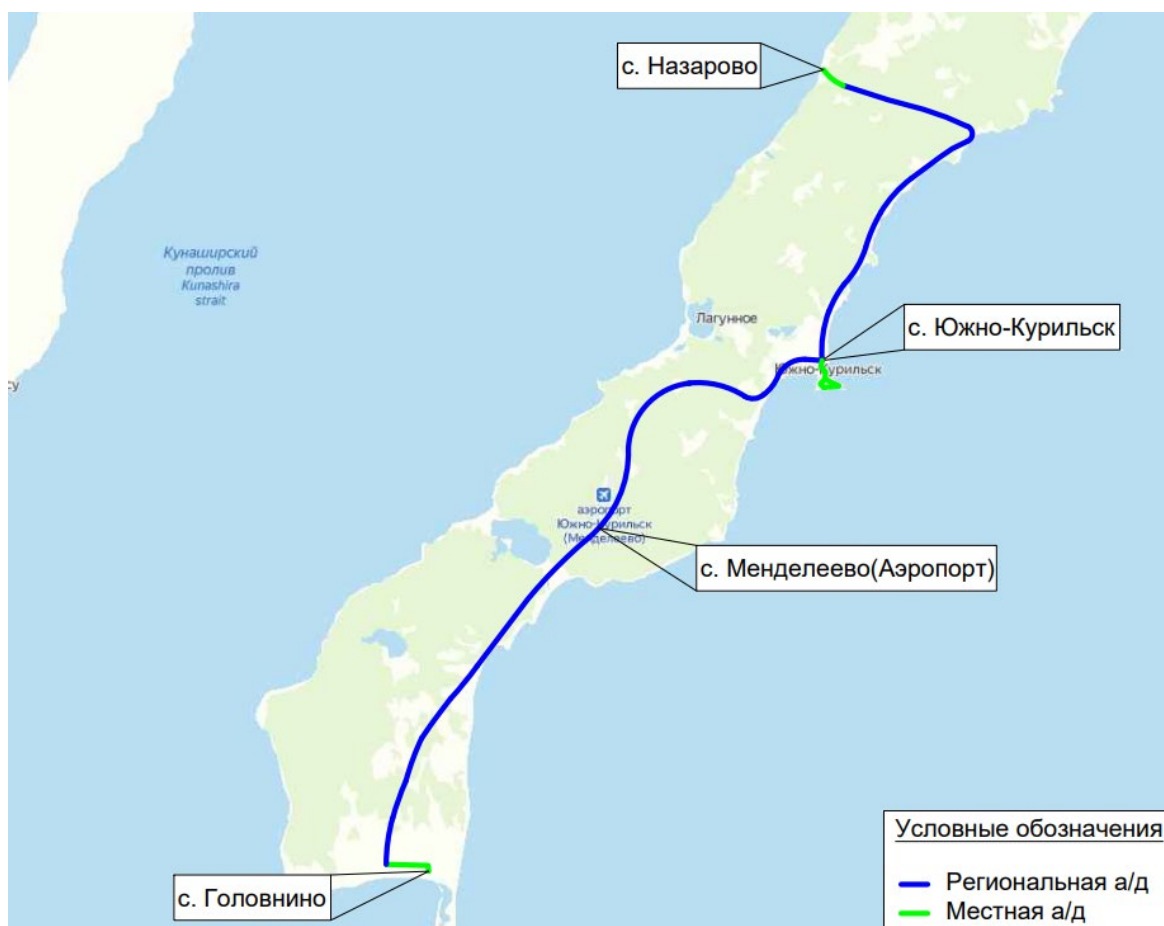 с. Назарово
Кунаширский
пролив
Kunashira
strait
Лагунное
с. Южно-Курильск
Южно-Курильск
су
аэропорт
Южно-Курильск
(Менделеево)
с. Менделеево(Аэропорт)
с. Головнино
Условные обозначения
Региональная а/д
Местная а/д